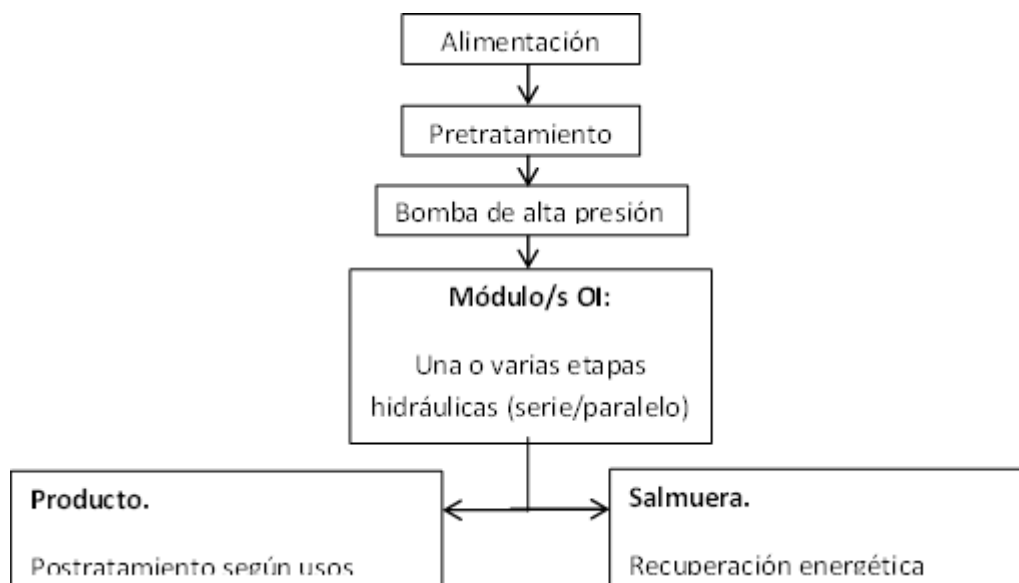 Alimentación
Pretratamiento
Bomba de alta presión
Módulo/s OI:
Una o varias etapas
hidráulicas (serie/paralelo)
Producto.
Postratamiento según usos
Salmuera.
Recuperación energética